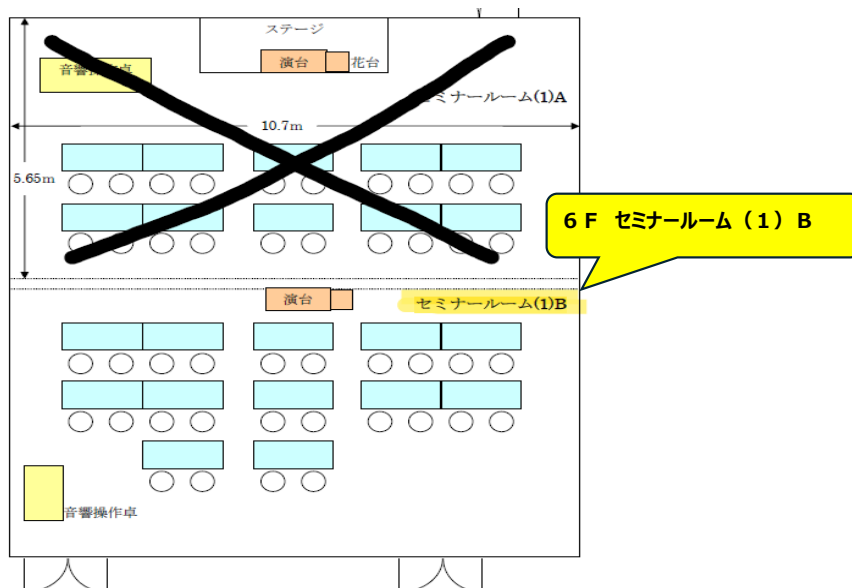 ステージ
演台
花台
音響操作卓
セミナールーム(1)A
10.7m
5.65m
6F セミナールーム(1)B
演台
セミナールーム(1)B
音響操作卓